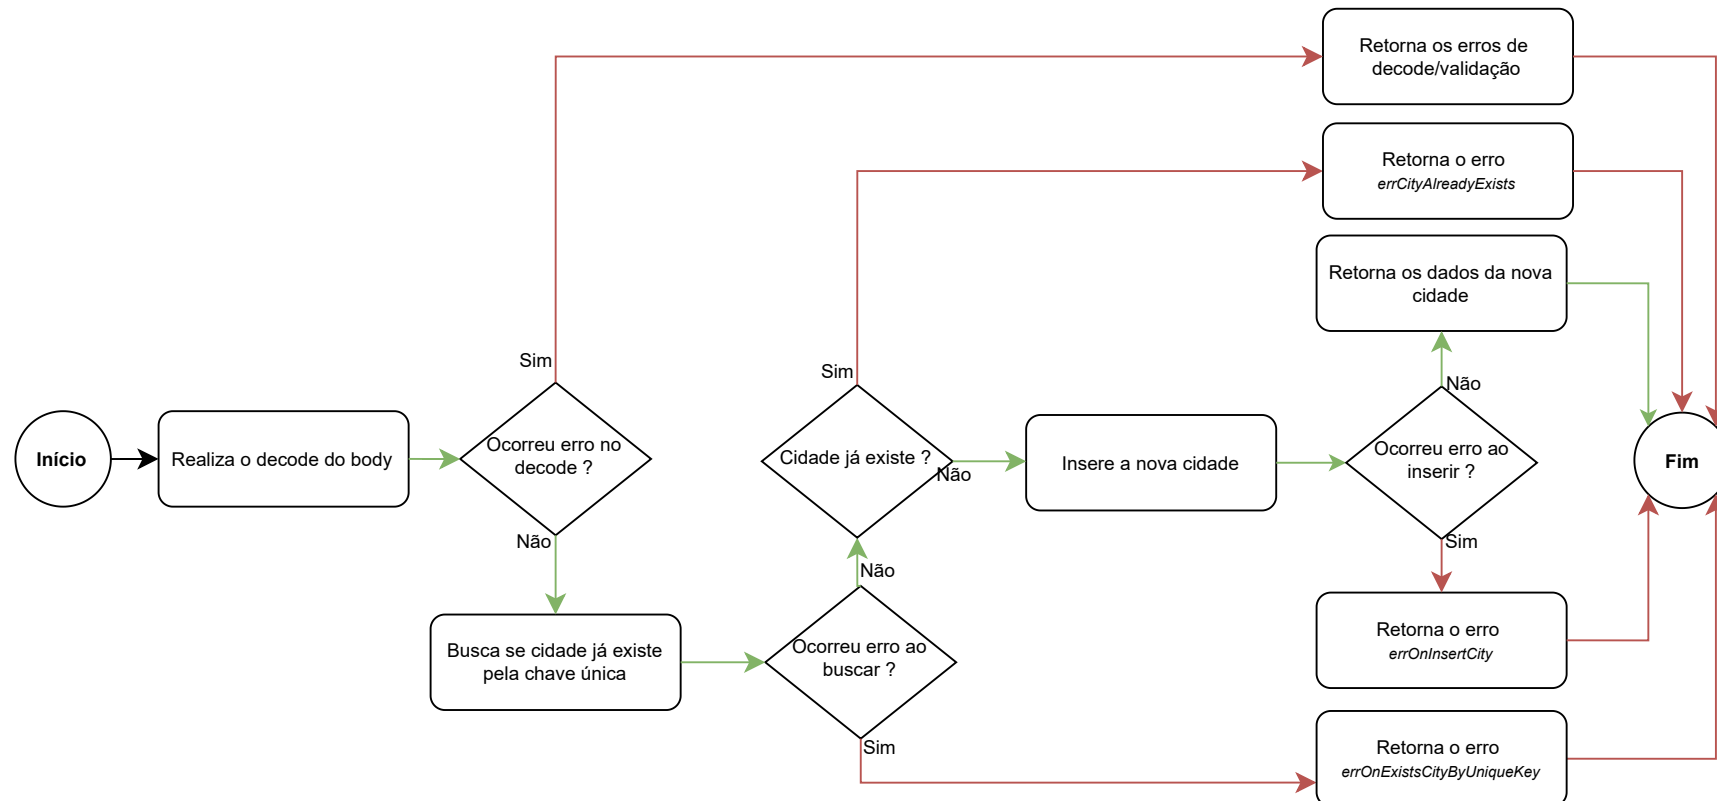 Retorna os erros de
decode/validação
Retorna o erro
errCityAlreadyExists
Retorna os dados da nova
cidade
Sim
Sim
Não
Início
Realiza o decode do body
Ocorreu erro no
decode ?
Cidade já existe ?
Não
Insere a nova cidade
Ocorreu erro ao
inserir ?
Fim
Não
Sim
Não
Busca se cidade já existe
pela chave única
Ocorreu erro ao
buscar ?
Retorna o erro
errOnInsertCity
Sim
Retorna o erro
errOnExistsCityByUniqueKey